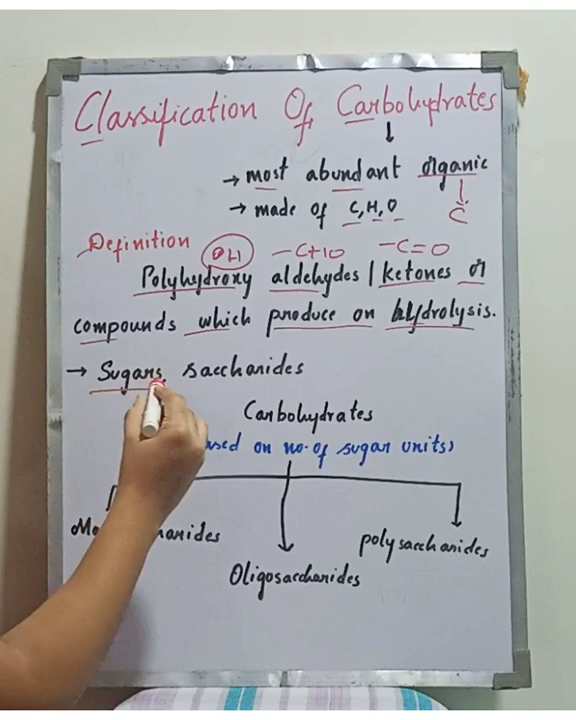 Classification Of Carbohydrates
↓
→ most abundant organic
→ made of C,H,O
C
Definition
OH -CHO -C=O
Polyhydroxy aldehydes / ketones or
compounds which produce on hydrolysis.
→ Sugars, saccharides
Carbohydrates
on no. of sugar units)
polysaccharides
Oligosaccharides